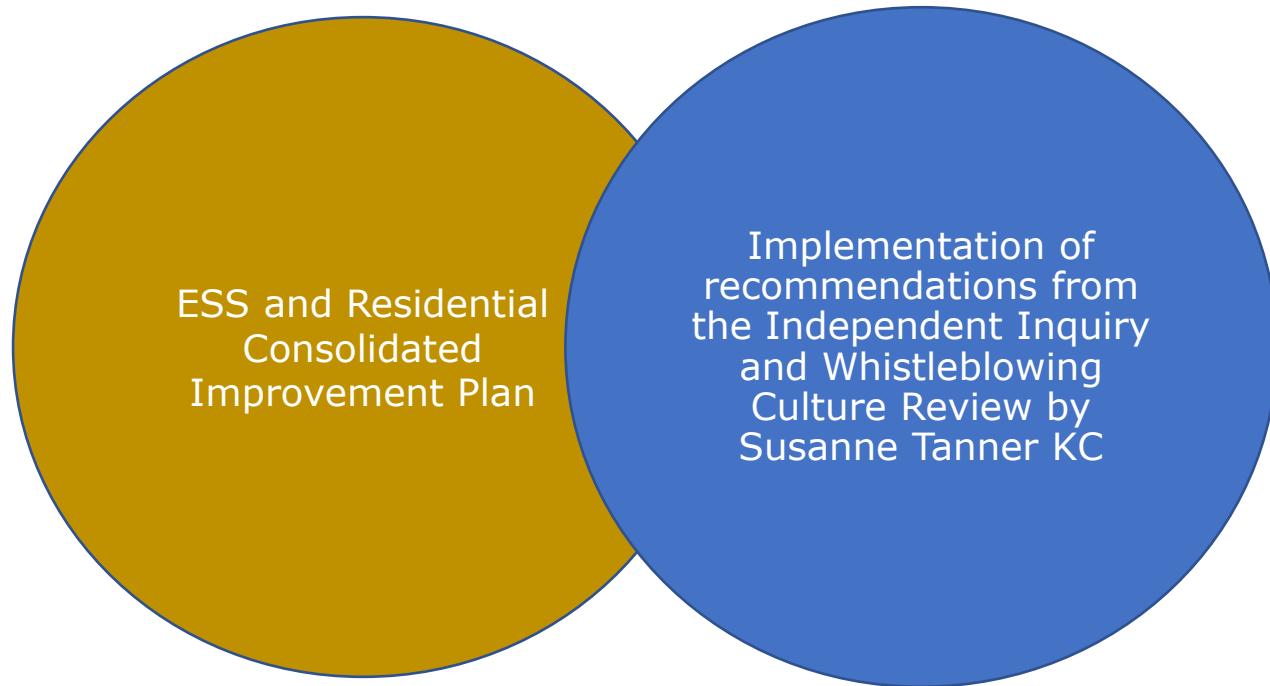 ESS and Residential
Consolidated
Improvement Plan
Implementation of
recommendations from
the Independent Inquiry
and Whistleblowing
Culture Review by
Susanne Tanner KC